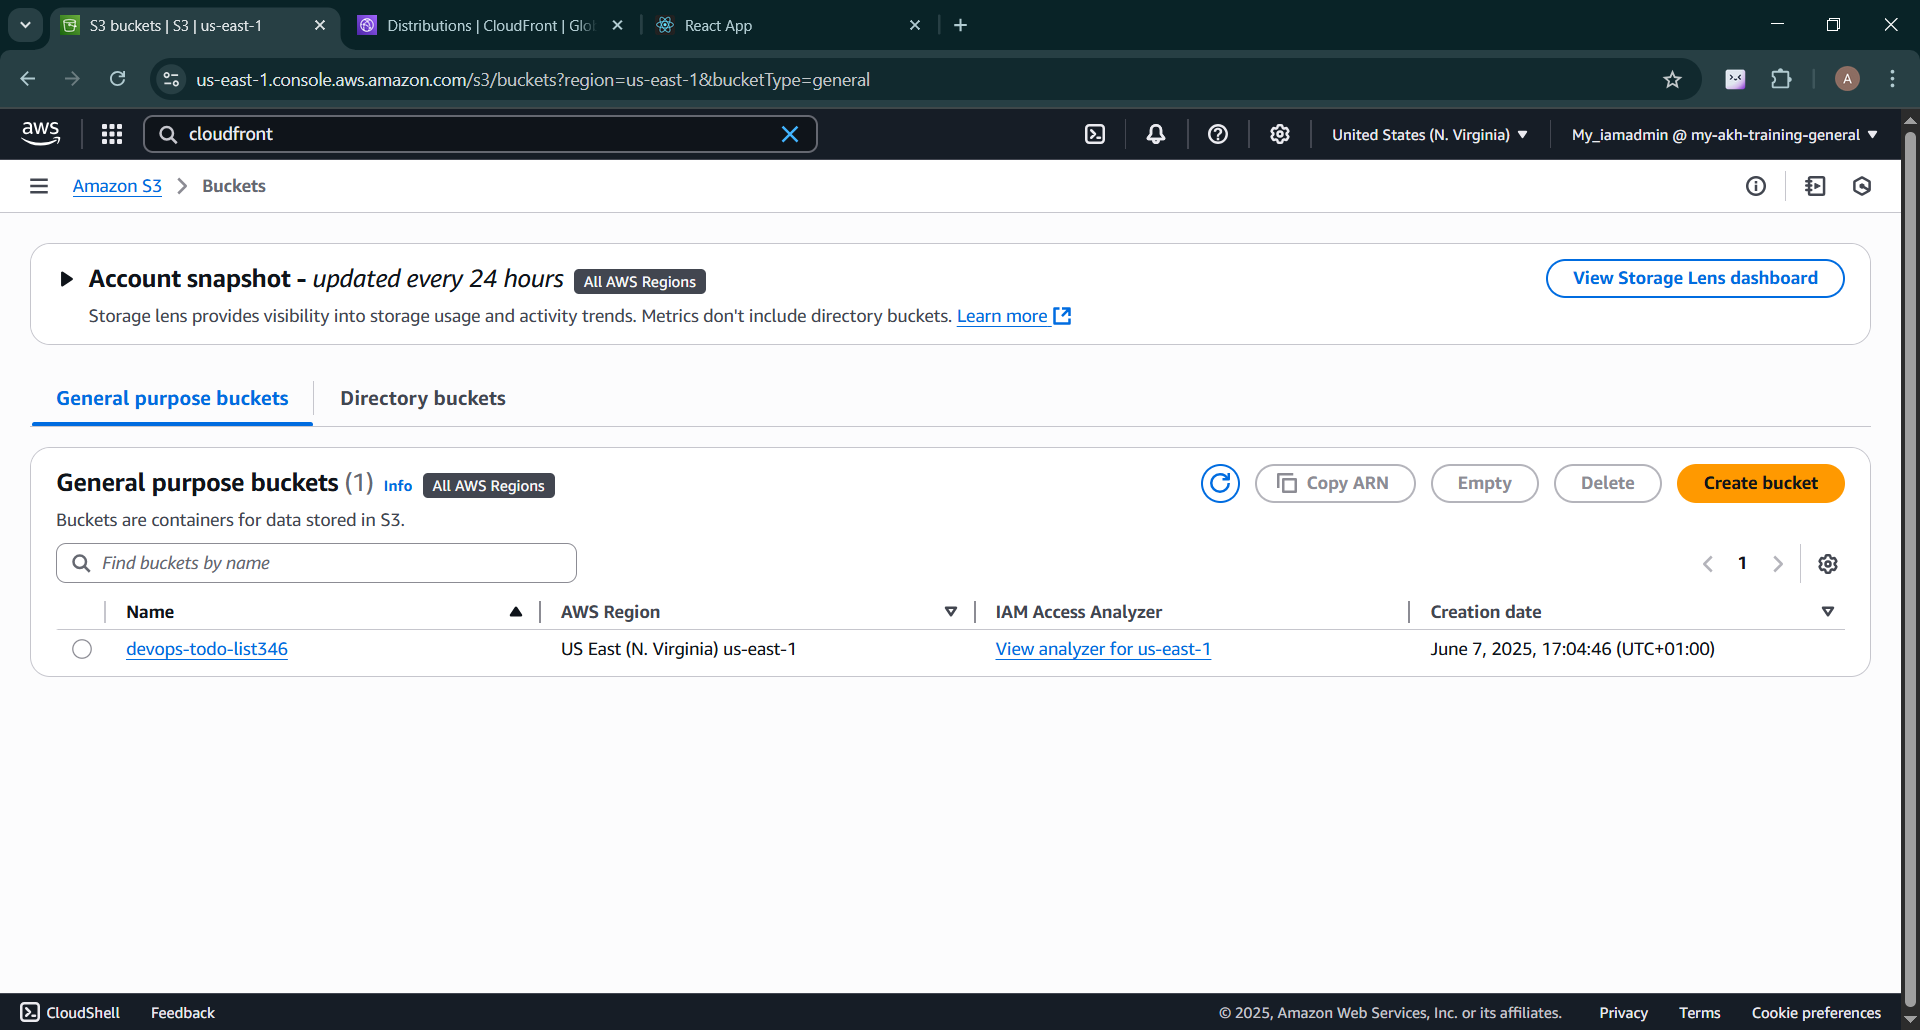 S3 buckets | S3 | us-east-1
Distributions | CloudFront | Glo
React App
us-east-1.console.aws.amazon.com/s3/buckets?region=us-east-1&bucketType=general
A
aws
cloudfront
United States (N. Virginia)
My_iamadmin @ my-akh-training-general
Amazon S3 > Buckets
Account snapshot - updated every 24 hours All AWS Regions
View Storage Lens dashboard
Storage lens provides visibility into storage usage and activity trends. Metrics don't include directory buckets. Learn more
General purpose buckets
Directory buckets
General purpose buckets (1) Info All AWS Regions
Copy ARN
Empty
Delete
Create bucket
Buckets are containers for data stored in S3.
Find buckets by name
1
Name AWS Region IAM Access Analyzer Creation date
devops-todo-list346 US East (N. Virginia) us-east-1 View analyzer for us-east-1 June 7, 2025, 17:04:46 (UTC+01:00)
CloudShell Feedback © 2025, Amazon Web Services, Inc. or its affiliates. Privacy Terms Cookie preferences